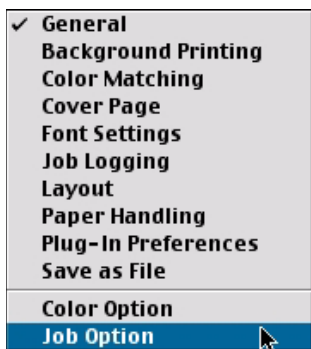 ✓ General
Background Printing
Color Matching
Cover Page
Font Settings
Job Logging
Layout
Paper Handling
Plug-In Preferences
Save as File
Color Option
Job Option